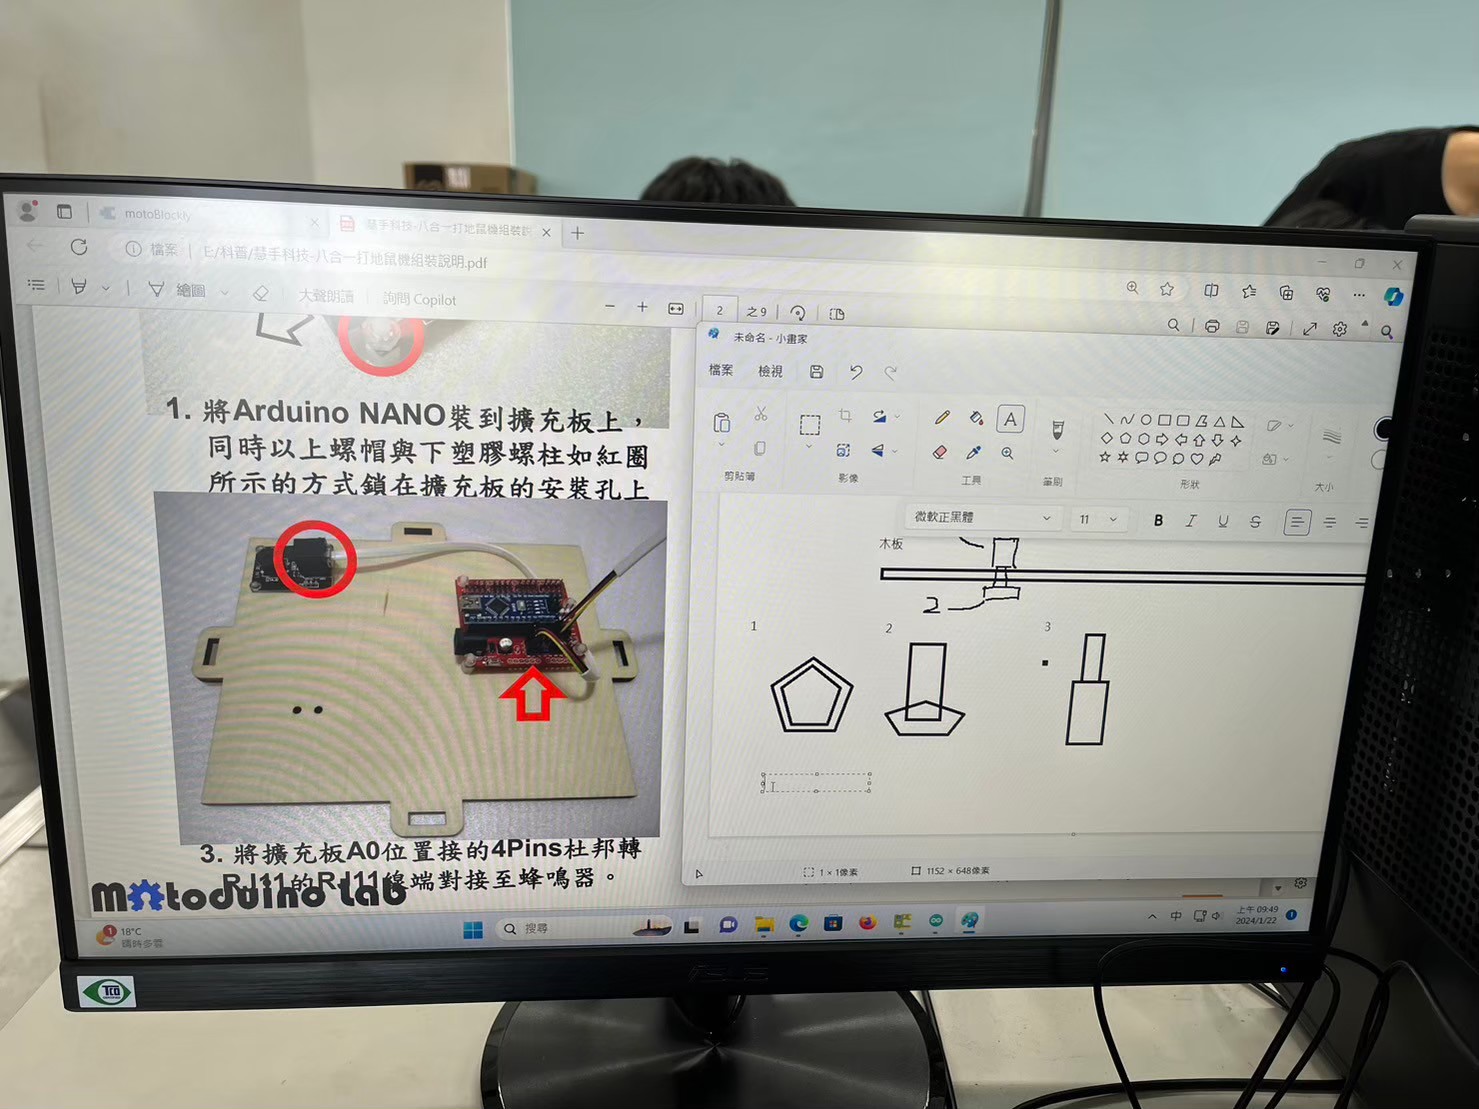 motoBlockly
慧手科技-八合一打地鼠機組裝說
檔案 E:/科普/慧手科技-八合一打地鼠機組裝說明.pdf
繪圖 大聲朗讀 詢問 Copilot
2 之 9
1. 將Arduino NANO裝到擴充板上，
同時以上螺帽與下塑膠螺柱如紅圈
所示的方式鎖在擴充板的安裝孔上
3. 將擴充板A0位置接的4Pins杜邦轉
RJ11的RJ11線端對接至蜂鳴器。
Motoduino Lab
未命名 - 小畫家
檔案 檢視
剪貼簿 影像 工具 筆刷 形狀 大小
A
微軟正黑體 11 B I U S
木板
2
1 2 3
1 × 1像素 1152 × 648像素
1 18°C
晴時多雲
搜尋
中
上午 09:49
2024/1/22
1
ASUS
TCO